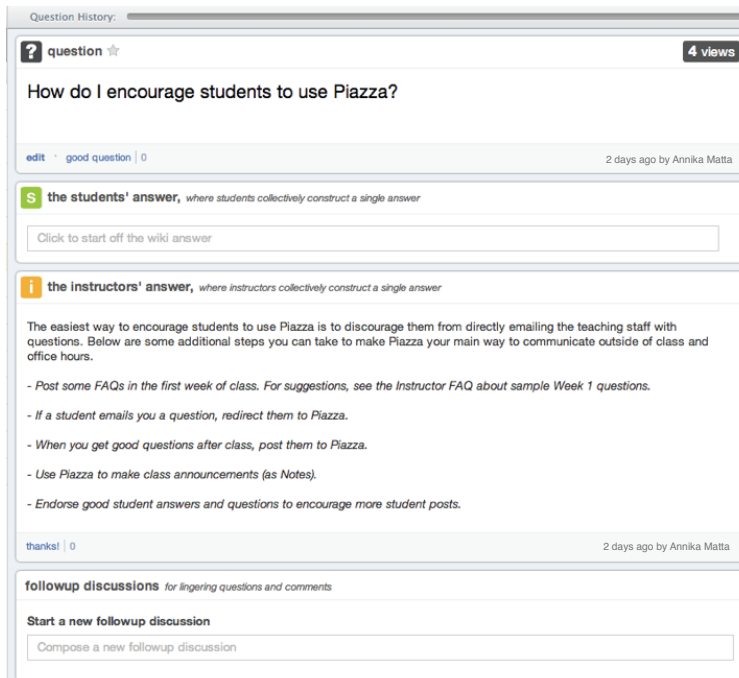 Question History:
? question
4 views
How do I encourage students to use Piazza?
edit · good question | 0
2 days ago by Annika Matta
S the students' answer, where students collectively construct a single answer
Click to start off the wiki answer
i the instructors' answer, where instructors collectively construct a single answer
The easiest way to encourage students to use Piazza is to discourage them from directly emailing the teaching staff with
questions. Below are some additional steps you can take to make Piazza your main way to communicate outside of class and
office hours.
- Post some FAQs in the first week of class. For suggestions, see the Instructor FAQ about sample Week 1 questions.
- If a student emails you a question, redirect them to Piazza.
- When you get good questions after class, post them to Piazza.
- Use Piazza to make class announcements (as Notes).
- Endorse good student answers and questions to encourage more student posts.
thanks! | 0
2 days ago by Annika Matta
followup discussions for lingering questions and comments
Start a new followup discussion
Compose a new followup discussion